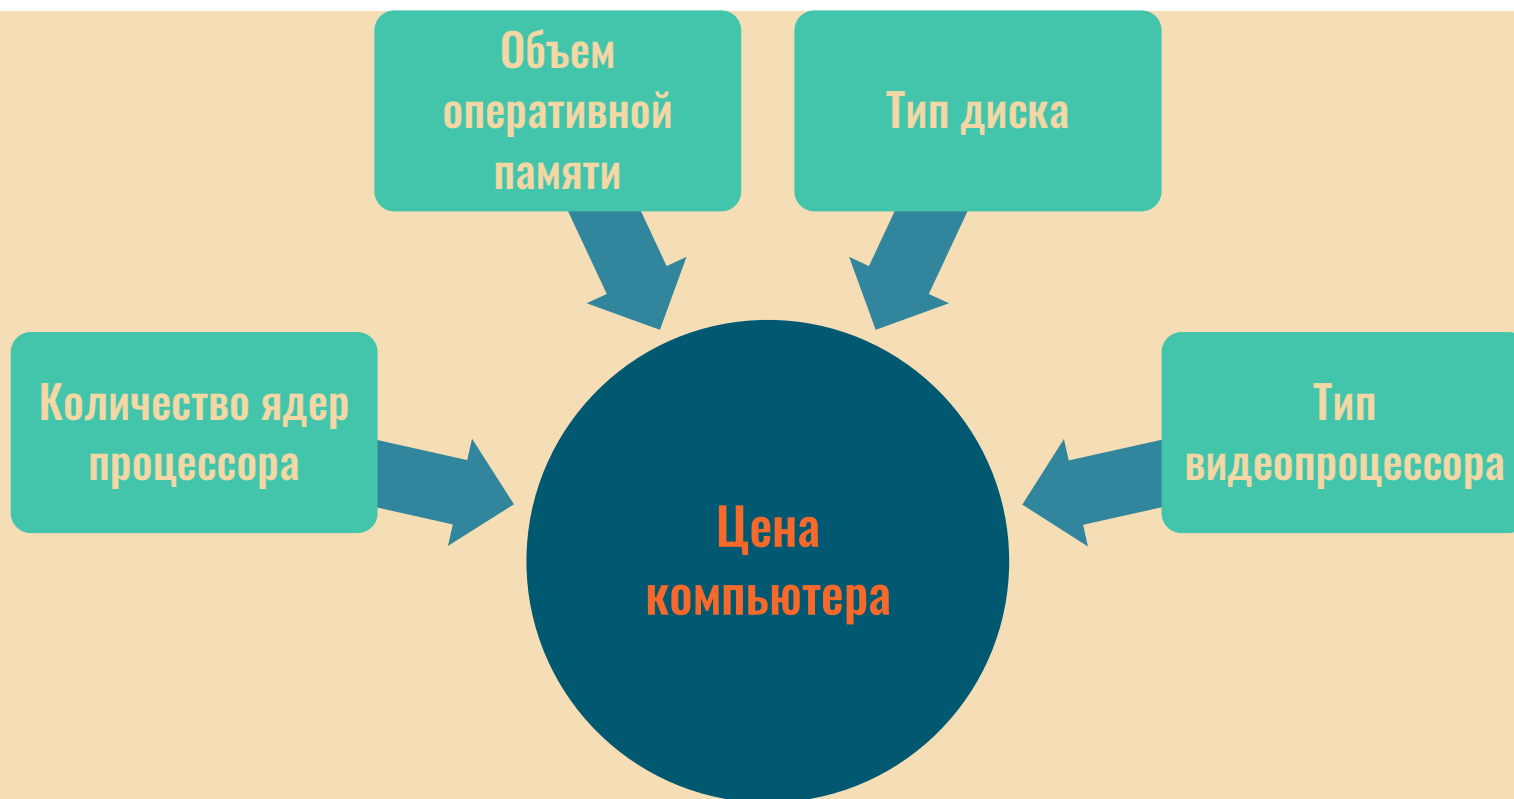 Объем
оперативной
памяти
Тип диска
Количество ядер
процессора
Тип
видеопроцессора
Цена
компьютера